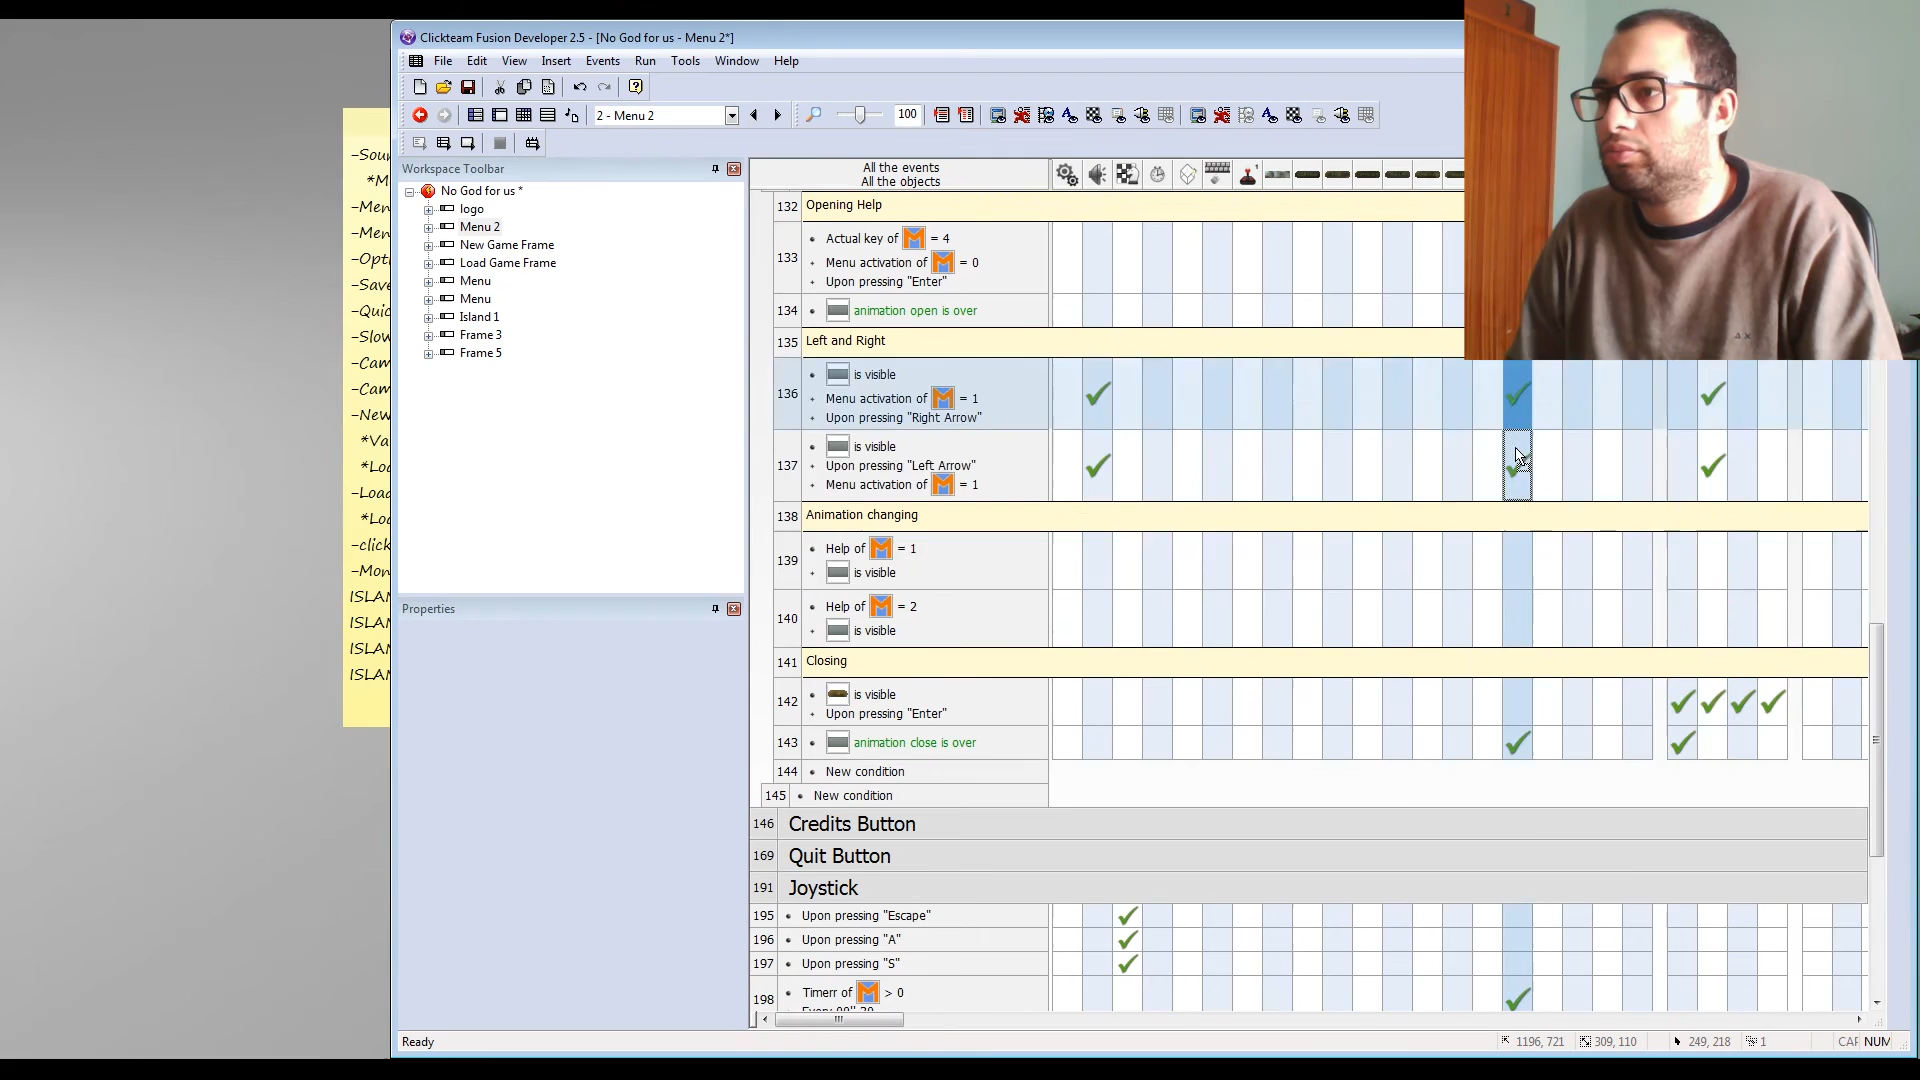 Clickteam Fusion Developer 2.5 - [No God for us - Menu 2*]
File Edit View Insert Events Run Tools Window Help
2 - Menu 2
100
Workspace Toolbar
No God for us *
logo
Menu 2
New Game Frame
Load Game Frame
Menu
Menu
Island 1
Frame 3
Frame 5
Properties
-Sour
*M
-Men
-Men
-Opti
-Save
-Quic
-Slow
-Cam
-Cam
-New
*Va
*Loa
-Load
*Loa
-click
-Mon
ISLAN
ISLAN
ISLAN
ISLAN
All the events
All the objects
132 Opening Help
133
Actual key of M = 4
Menu activation of M = 0
Upon pressing "Enter"
134 animation open is over
135 Left and Right
136
is visible
Menu activation of M = 1
Upon pressing "Right Arrow"
137
is visible
Upon pressing "Left Arrow"
Menu activation of M = 1
138 Animation changing
139
Help of M = 1
is visible
140
Help of M = 2
is visible
141 Closing
142
is visible
Upon pressing "Enter"
143 animation close is over
144 New condition
145 New condition
146 Credits Button
169 Quit Button
191 Joystick
195 Upon pressing "Escape"
196 Upon pressing "A"
197 Upon pressing "S"
198 Timerr of M > 0
Ready
1196, 721 309, 110 249, 218 1 CAP NUM